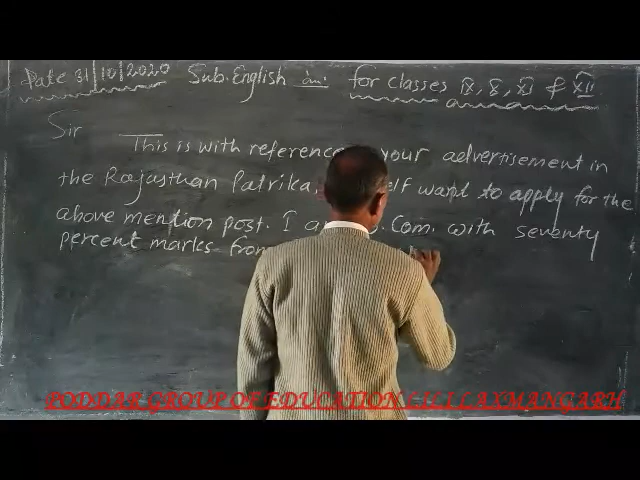 Date 31/10/2020 Sub. English for classes IX, X, XI & XII
Sir
This is with reference your advertisement in
the Rajasthan Patrika. self want to apply for the
above mention post. I Com. with seventy
percent marks from
PODDAR GROUP OF EDUCATION LILI LAXMANGARH